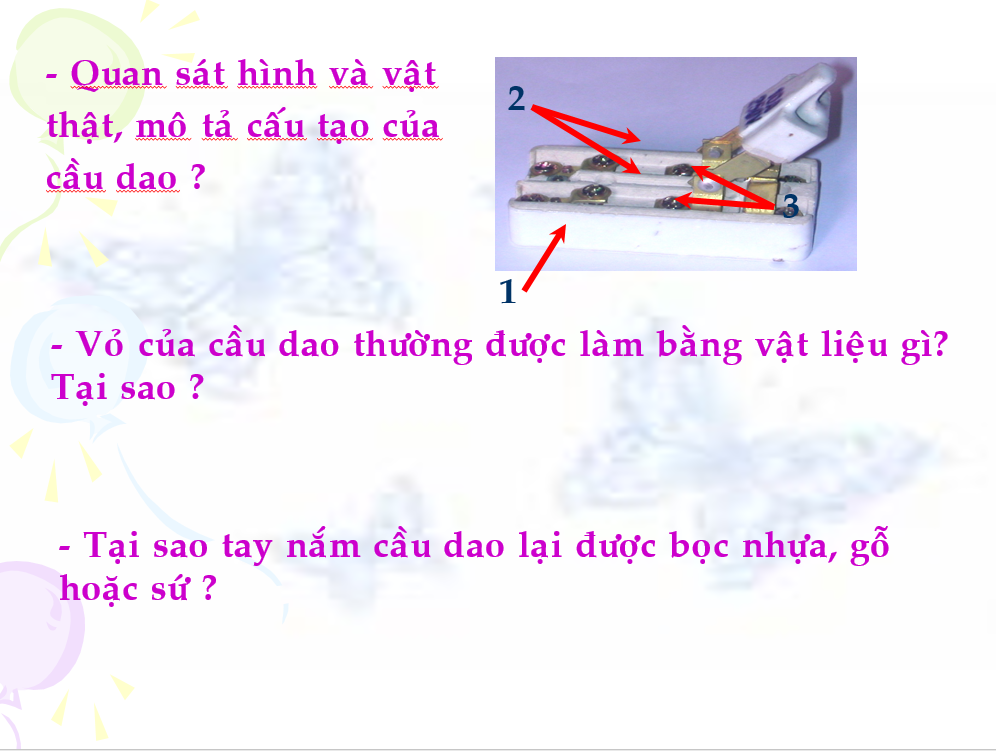 - Quan sát hình và vật
thật, mô tả cấu tạo của
cầu dao ?
2
3
1
- Vỏ của cầu dao thường được làm bằng vật liệu gì?
Tại sao ?
- Tại sao tay nắm cầu dao lại được bọc nhựa, gỗ
hoặc sứ ?